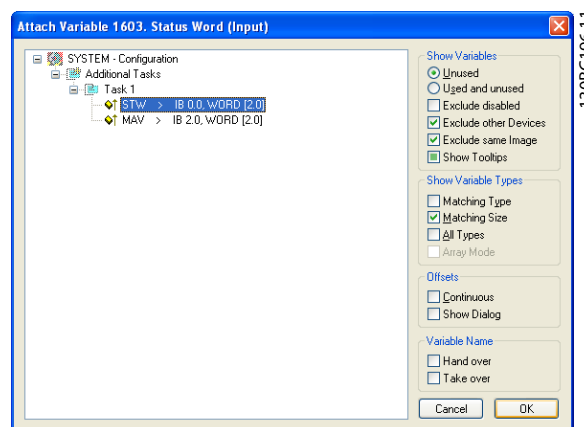 Attach Variable 1603. Status Word (Input)
SYSTEM - Configuration
Additional Tasks
Task 1
STW > IB 0.0, WORD [2.0]
MAV > IB 2.0, WORD [2.0]
Show Variables
Unused
Used and unused
Exclude disabled
Exclude other Devices
Exclude same Image
Show Tooltips
Show Variable Types
Matching Type
Matching Size
All Types
Array Mode
Offsets
Continuous
Show Dialog
Variable Name
Hand over
Take over
Cancel
OK